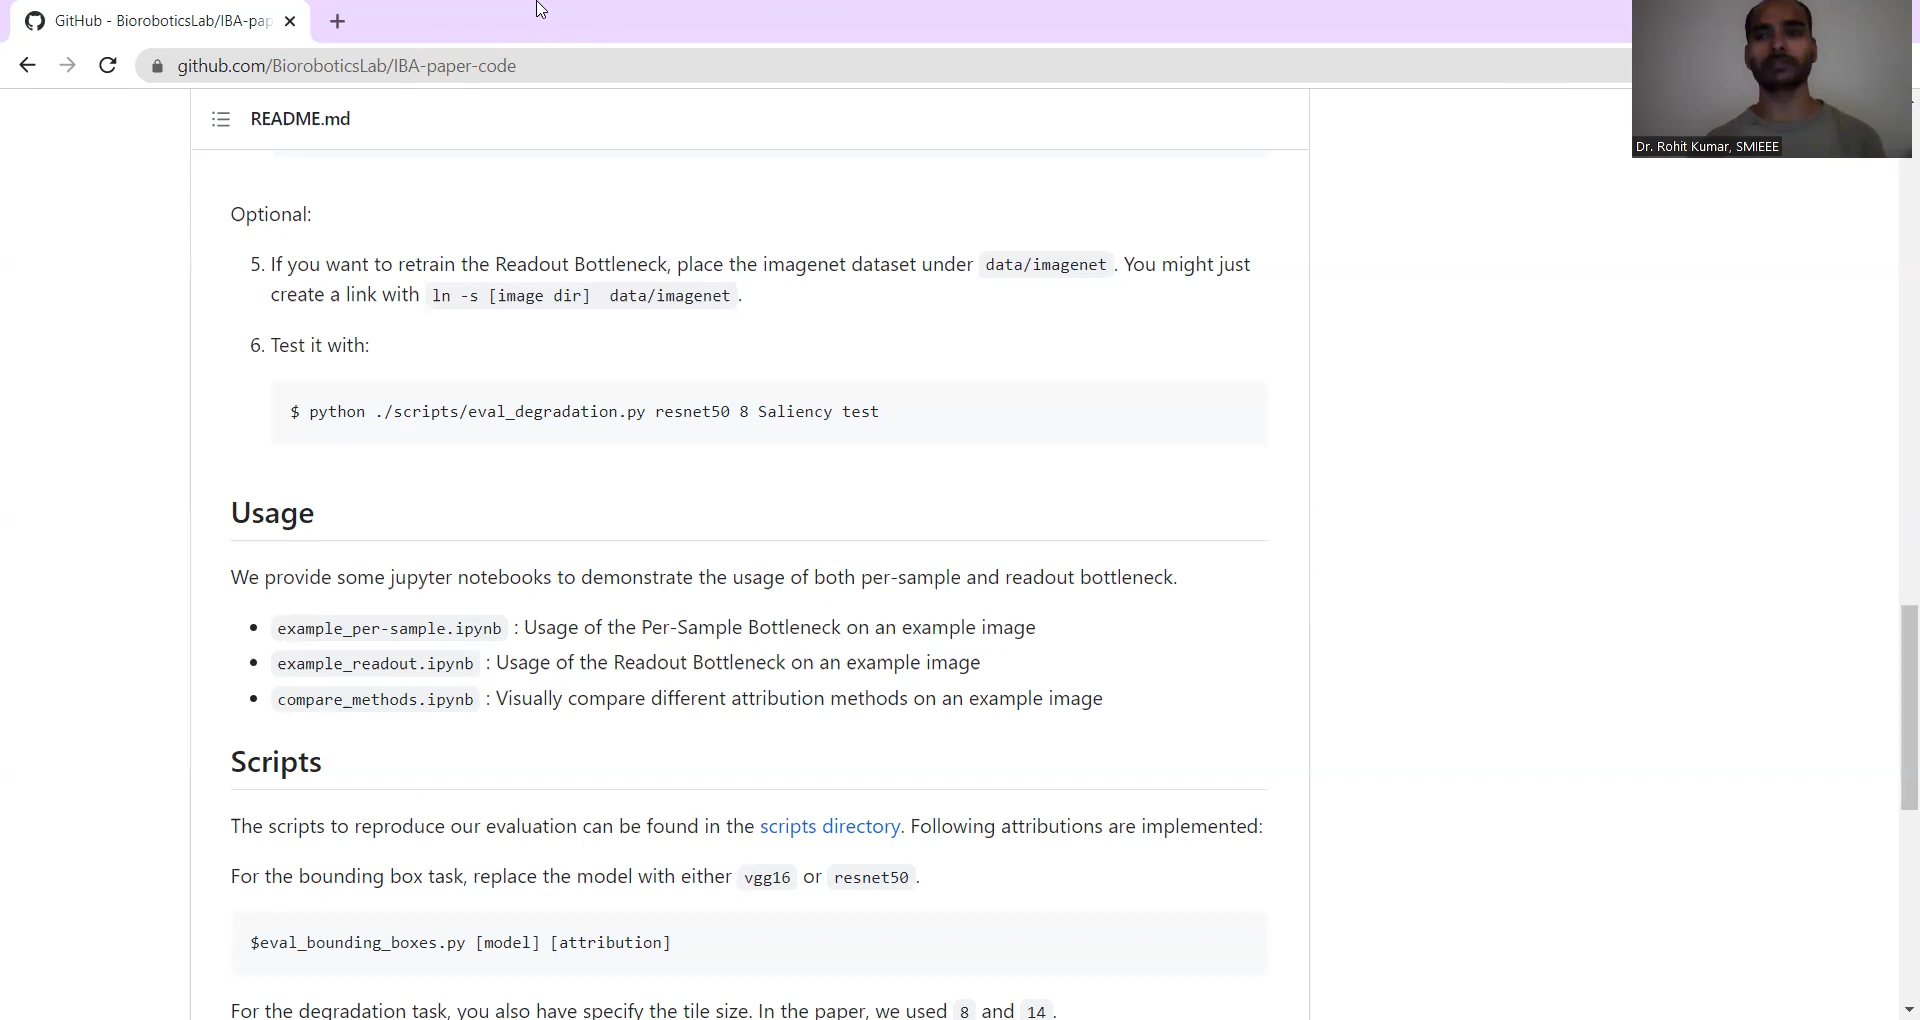 GitHub - BioroboticsLab/IBA-pap
github.com/BioroboticsLab/IBA-paper-code
Dr. Rohit Kumar, SMIEEE
README.md
Optional:
5. If you want to retrain the Readout Bottleneck, place the imagenet dataset under data/imagenet . You might just
create a link with ln -s [image dir]  data/imagenet .
6. Test it with:
$ python ./scripts/eval_degradation.py resnet50 8 Saliency test
Usage
We provide some jupyter notebooks to demonstrate the usage of both per-sample and readout bottleneck.
• example_per-sample.ipynb : Usage of the Per-Sample Bottleneck on an example image
• example_readout.ipynb : Usage of the Readout Bottleneck on an example image
• compare_methods.ipynb : Visually compare different attribution methods on an example image
Scripts
The scripts to reproduce our evaluation can be found in the scripts directory. Following attributions are implemented:
For the bounding box task, replace the model with either vgg16 or resnet50 .
$eval_bounding_boxes.py [model] [attribution]
For the degradation task, you also have specify the tile size. In the paper, we used 8 and 14 .